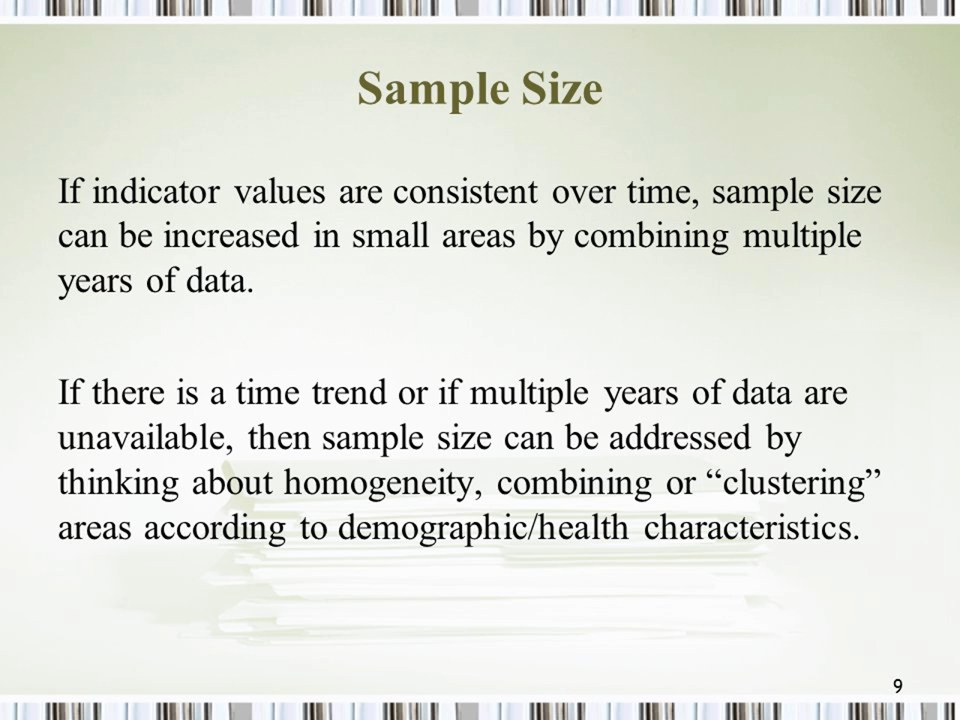 Sample Size
If indicator values are consistent over time, sample size
can be increased in small areas by combining multiple
years of data.
If there is a time trend or if multiple years of data are
unavailable, then sample size can be addressed by
thinking about homogeneity, combining or “clustering”
areas according to demographic/health characteristics.
9